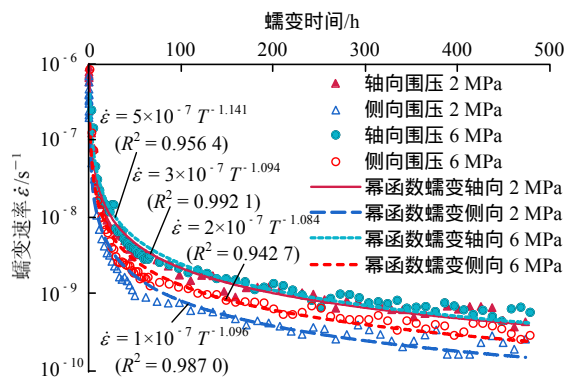 蠕变时间/h
0 100 200 300 400 500
10⁻⁶
10⁻⁷
10⁻⁸
10⁻⁹
10⁻¹⁰
蠕变速率 ε̇/s⁻¹
ε̇ = 5×10⁻⁷ T⁻¹·¹⁴¹
(R² = 0.956 4)
ε̇ = 3×10⁻⁷ T⁻¹·⁰⁹⁴
(R² = 0.992 1)
ε̇ = 2×10⁻⁷ T⁻¹·⁰⁸⁴
(R² = 0.942 7)
ε̇ = 1×10⁻⁷ T⁻¹·⁰⁹⁶
(R² = 0.987 0)
轴向围压 2 MPa
侧向围压 2 MPa
轴向围压 6 MPa
侧向围压 6 MPa
幂函数蠕变轴向 2 MPa
幂函数蠕变侧向 2 MPa
幂函数蠕变轴向 6 MPa
幂函数蠕变侧向 6 MPa